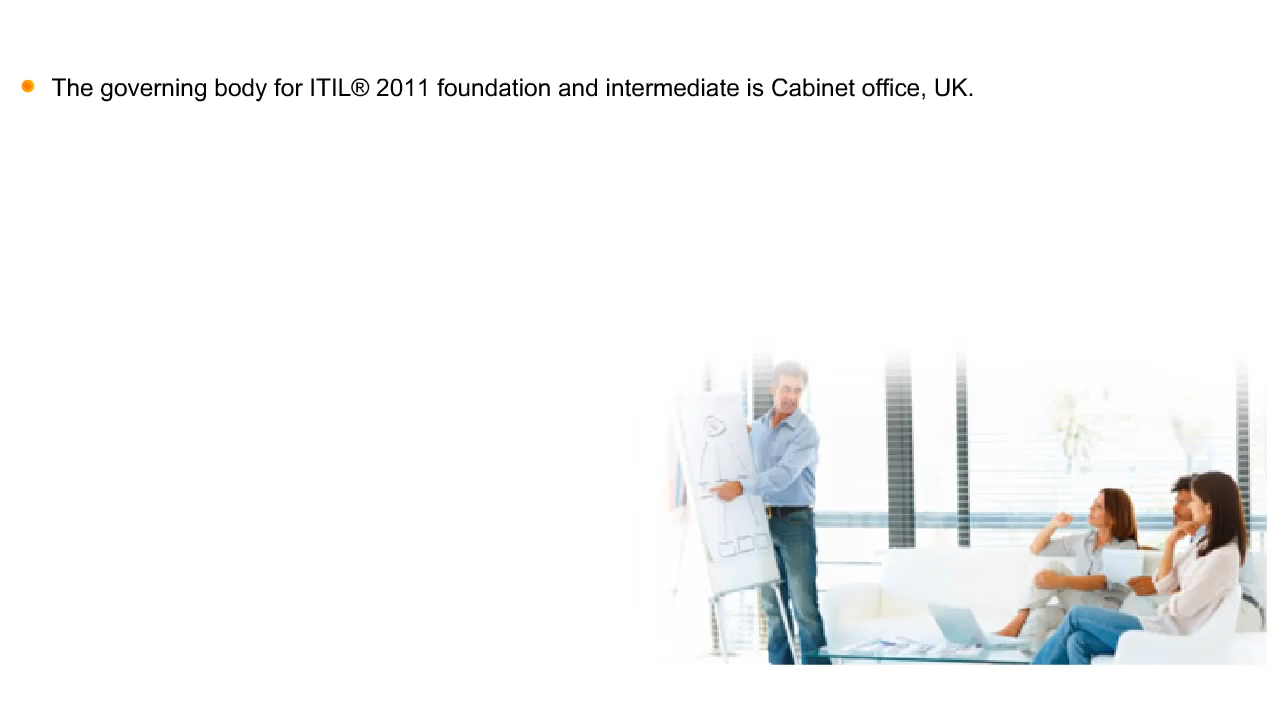 The governing body for ITIL® 2011 foundation and intermediate is Cabinet office, UK.